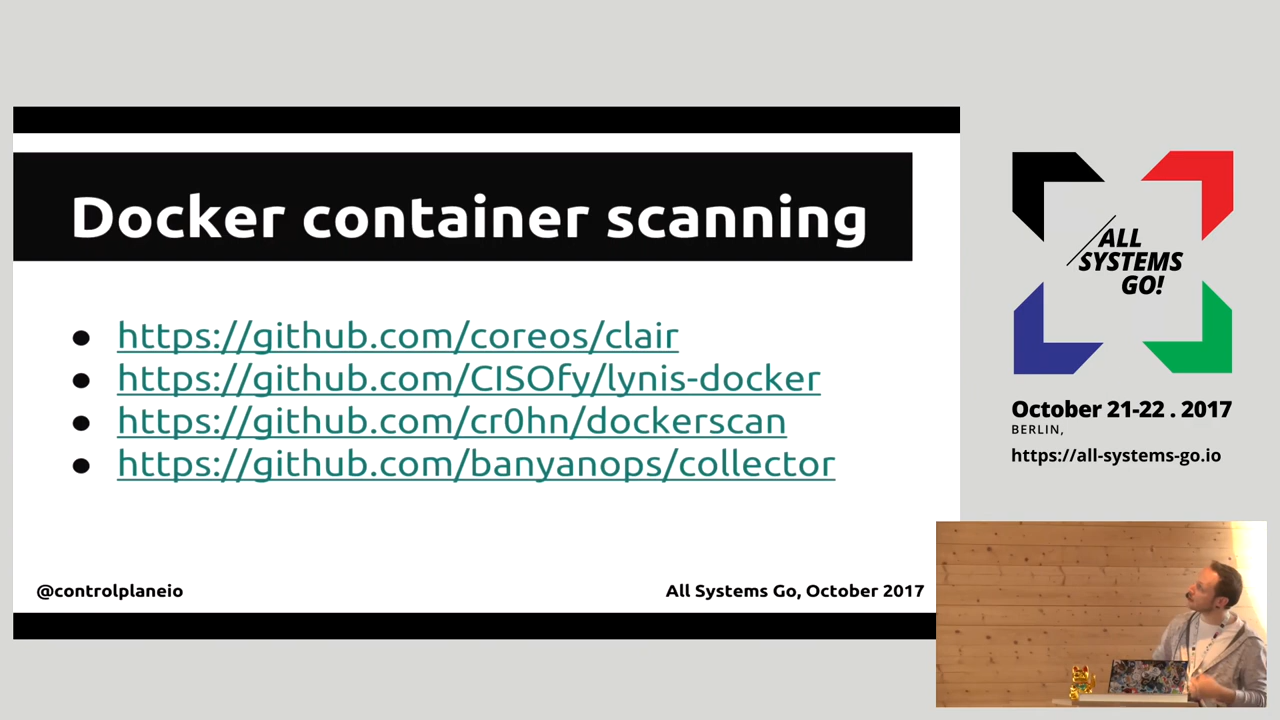 Docker container scanning
● https://github.com/coreos/clair
● https://github.com/CISOfy/lynis-docker
● https://github.com/cr0hn/dockerscan
● https://github.com/banyanops/collector
@controlplaneio
All Systems Go, October 2017
ALL
SYSTEMS
GO!
October 21-22 . 2017
BERLIN,
https://all-systems-go.io